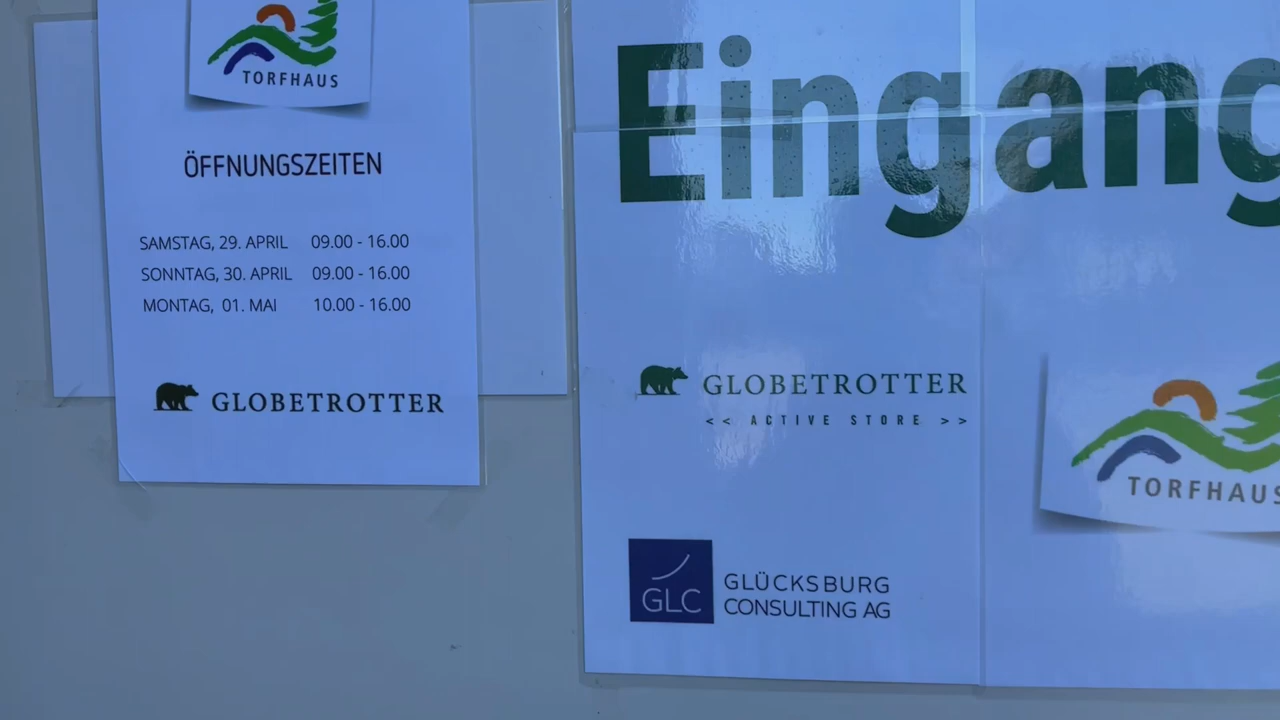 TORFHAUS
ÖFFNUNGSZEITEN
SAMSTAG, 29. APRIL 09.00 - 16.00
SONNTAG, 30. APRIL 09.00 - 16.00
MONTAG, 01. MAI 10.00 - 16.00
GLOBETROTTER
Eingang
GLOBETROTTER
<< ACTIVE STORE >>
TORFHAUS
GLC GLÜCKSBURG
CONSULTING AG